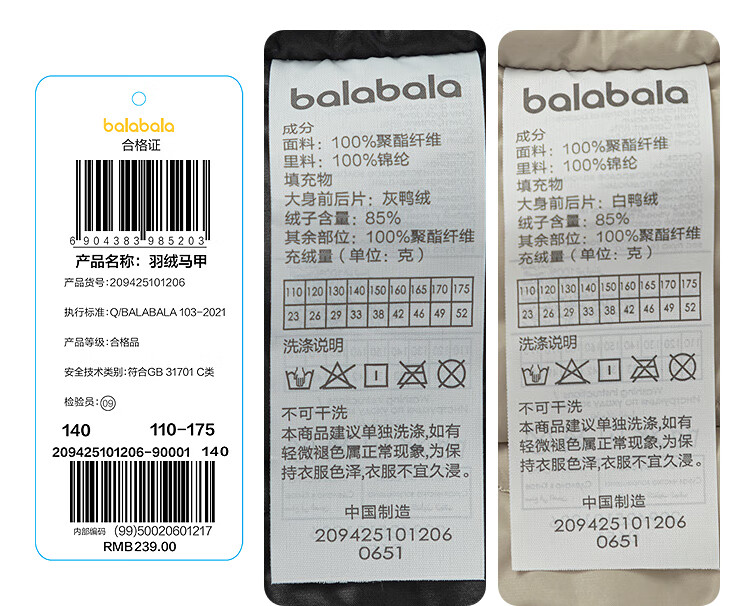 balabala
合格证
6 904383 985203
产品名称：羽绒马甲
产品货号:209425101206
执行标准:Q/BALABALA 103-2021
产品等级:合格品
安全技术类别:符合GB 31701 C类
检验员:09
140 110-175
209425101206-90001 140
内部编码 (99)50020601217
RMB239.00
balabala
成分
面料：100%聚酯纤维
里料：100%锦纶
填充物
大身前后片：灰鸭绒
绒子含量：85%
其余部位：100%聚酯纤维
充绒量（单位：克）
110 120 130 140 150 160 165 170 175
23 26 29 33 38 42 46 49 52
洗涤说明
不可干洗
本商品建议单独洗涤,如有
轻微褪色属正常现象,为保
持衣服色泽,衣服不宜久浸。
中国制造
209425101206
0651
balabala
成分
面料：100%聚酯纤维
里料：100%锦纶
填充物
大身前后片：白鸭绒
绒子含量：85%
其余部位：100%聚酯纤维
充绒量（单位：克）
110 120 130 140 150 160 165 170 175
23 26 29 33 38 42 46 49 52
洗涤说明
不可干洗
本商品建议单独洗涤,如有
轻微褪色属正常现象,为保
持衣服色泽,衣服不宜久浸。
中国制造
209425101206
0651